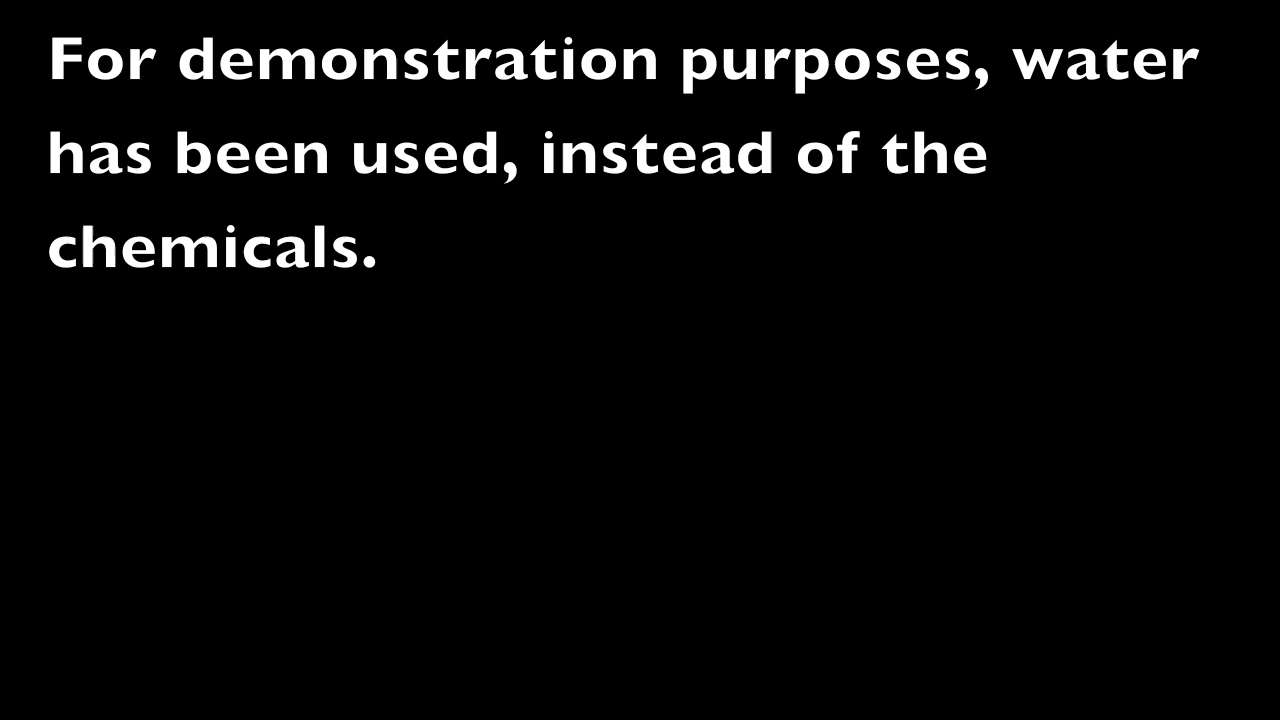 For demonstration purposes, water
has been used, instead of the
chemicals.